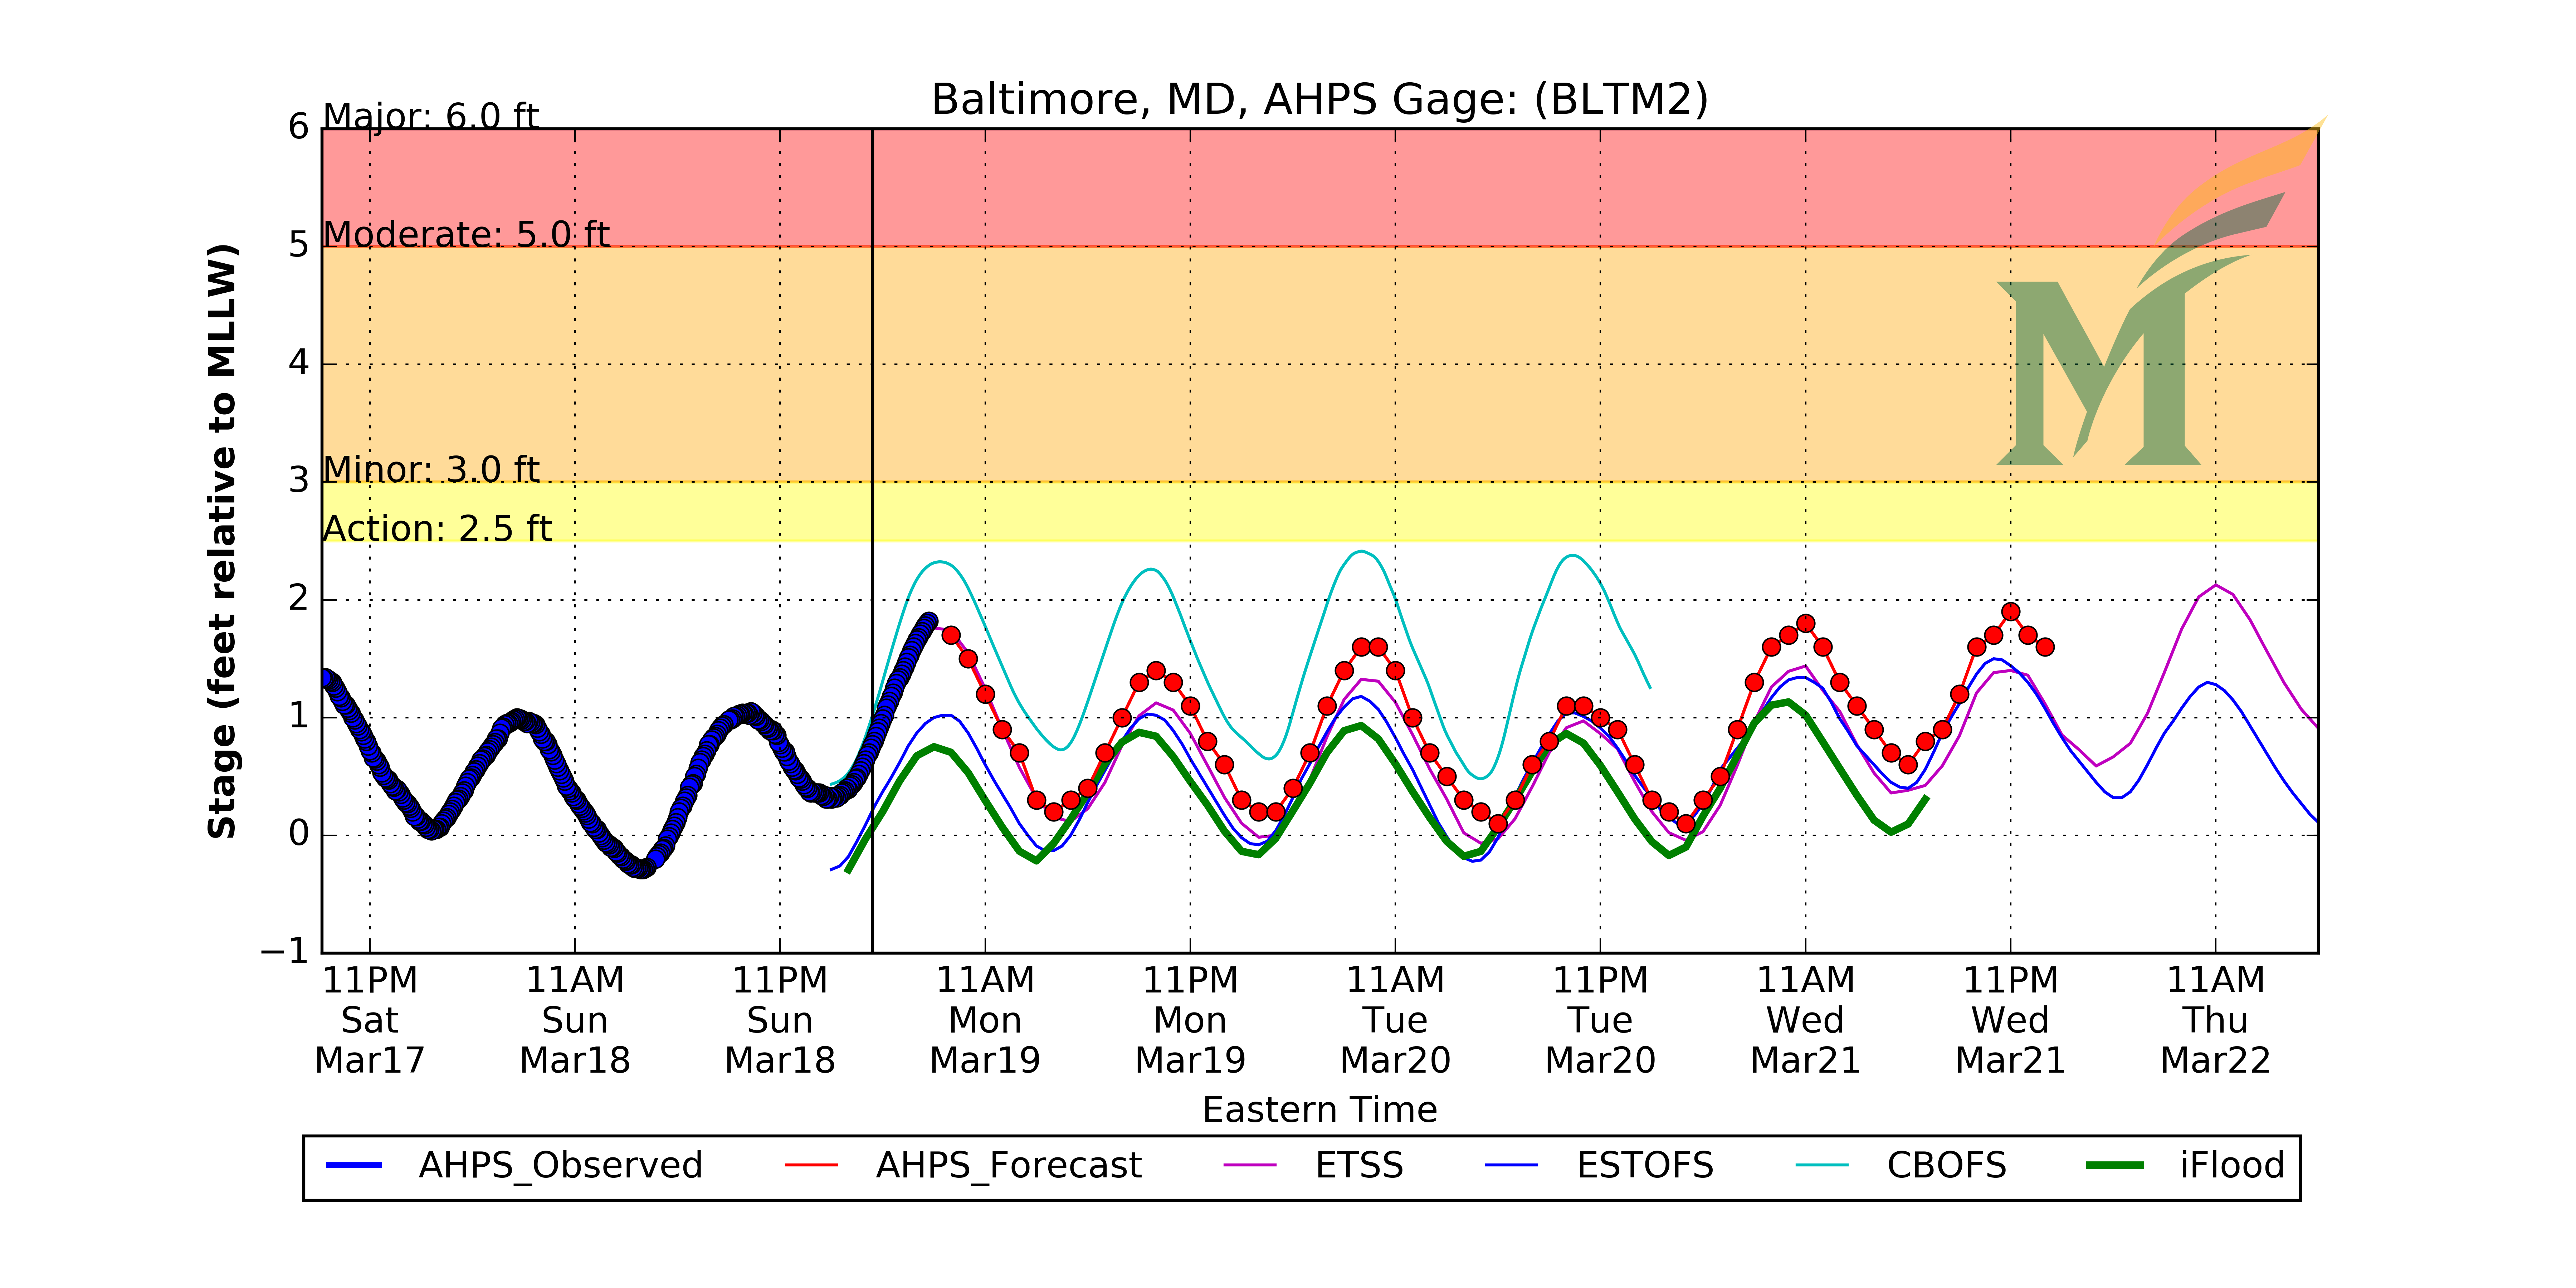 Baltimore, MD, AHPS Gage: (BLTM2)
Major: 6.0 ft
Moderate: 5.0 ft
Minor: 3.0 ft
Action: 2.5 ft
6
5
4
3
2
1
0
−1
Stage (feet relative to MLLW)
11PM 11AM 11PM 11AM 11PM 11AM 11PM 11AM 11PM 11AM
Sat Sun Sun Mon Mon Tue Tue Wed Wed Thu
Mar17 Mar18 Mar18 Mar19 Mar19 Mar20 Mar20 Mar21 Mar21 Mar22
Eastern Time
AHPS_Observed AHPS_Forecast ETSS ESTOFS CBOFS iFlood
M